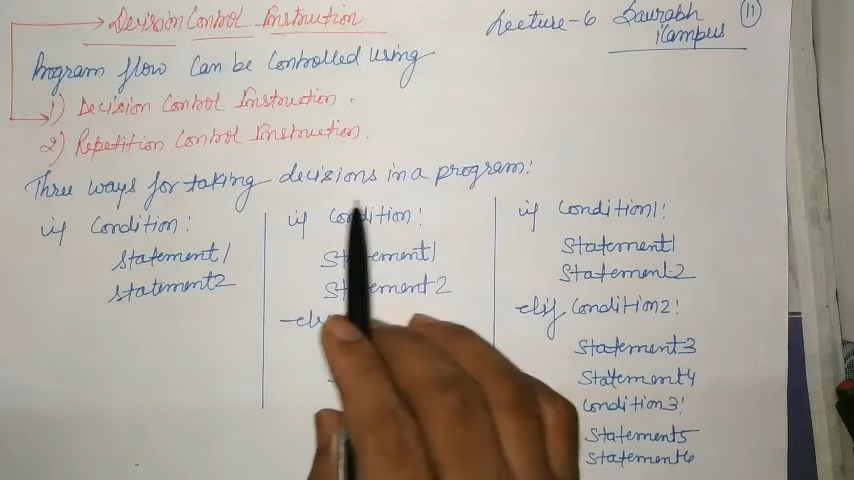 Decision Control Instruction
Lecture-6 Saurabh
11
Kampus
Program flow can be controlled using
1) Decision Control Instruction.
2) Repetition Control Instruction.
Three ways for taking decisions in a program:
if Condition:
statement1
statement2
if Condition:
Statement1
Statement2
if Condition1:
Statement1
Statement2
elif Condition2:
Statement3
Statement4
Condition3:
Statement5
Statement6